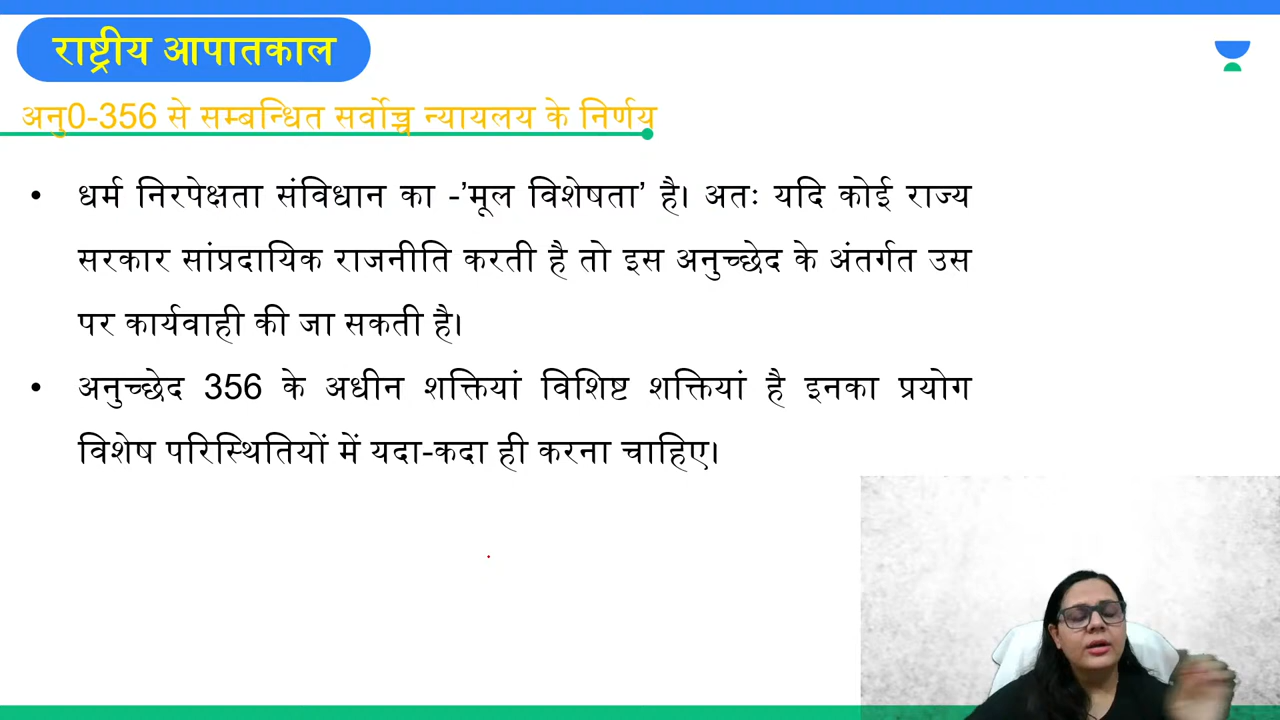 राष्ट्रीय आपातकाल
अनु0-356 से सम्बन्धित सर्वोच्च न्यायलय के निर्णय
• धर्म निरपेक्षता संविधान का -’मूल विशेषता’ है। अतः यदि कोई राज्य
सरकार सांप्रदायिक राजनीति करती है तो इस अनुच्छेद के अंतर्गत उस
पर कार्यवाही की जा सकती है।
• अनुच्छेद 356 के अधीन शक्तियां विशिष्ट शक्तियां है इनका प्रयोग
विशेष परिस्थितियों में यदा-कदा ही करना चाहिए।